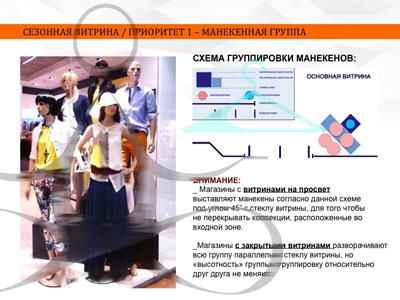 СЕЗОННАЯ ВИТРИНА / ПРИОРИТЕТ 1 – МАНЕКЕННАЯ ГРУППА
СХЕМА ГРУППИРОВКИ МАНЕКЕНОВ:
ОСНОВНАЯ ВИТРИНА
ВНИМАНИЕ:
_ Магазины с витринами на просвет
выставляют манекены согласно данной схеме
под углом 45° к стеклу витрины, для того чтобы
не перекрывать коллекции, расположенные во
входной зоне.
_Магазины с закрытыми витринами разворачивают
всю группу параллельно стеклу витрины, но
«высотность» группы, группировку относительно
друг друга не меняют.